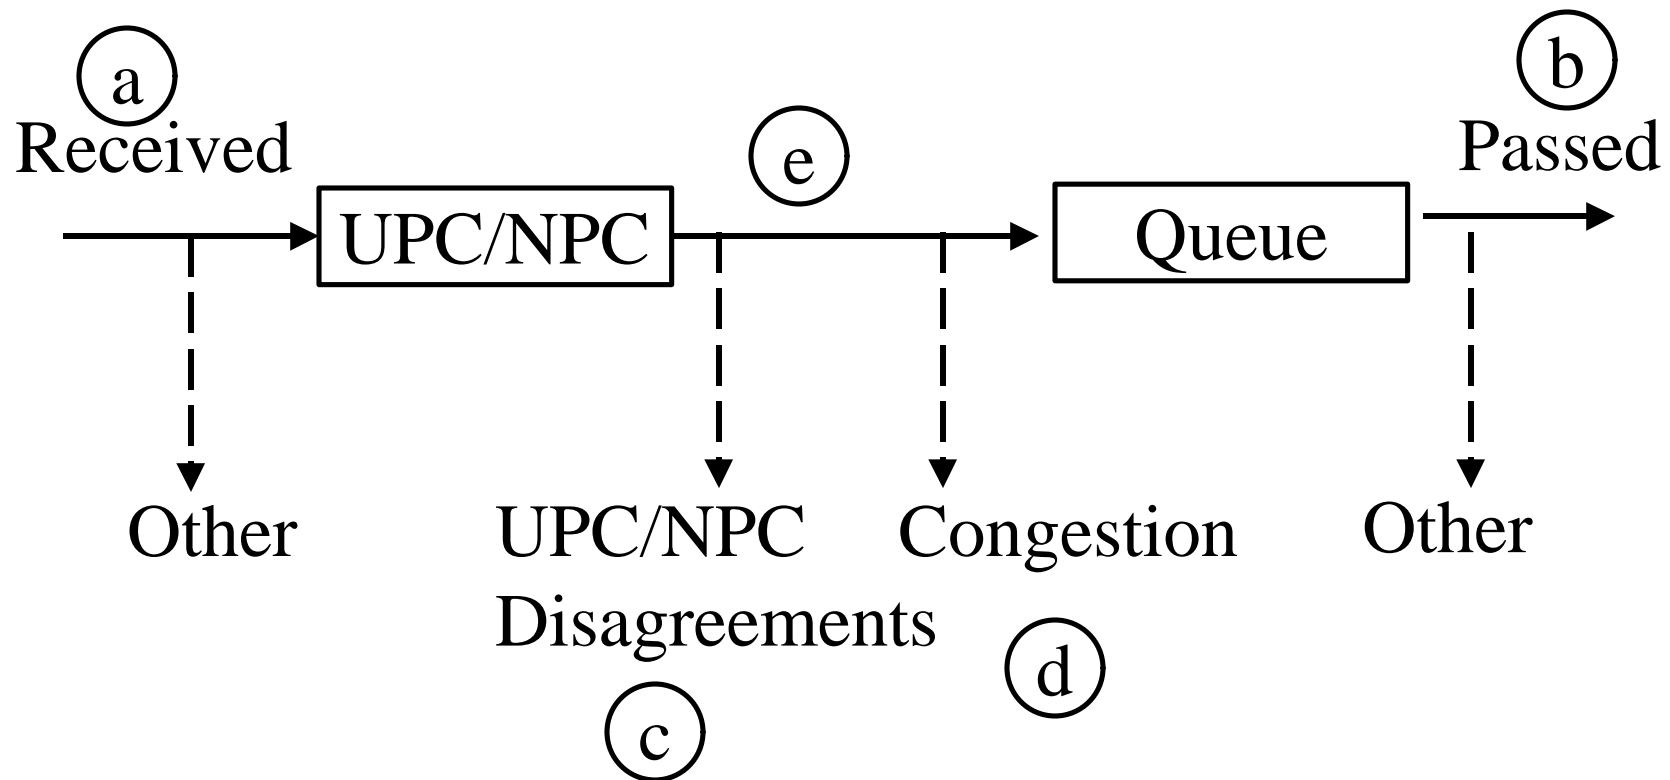 a
Received
b
Passed
e
UPC/NPC
Queue
Other
UPC/NPC
Disagreements
c
Congestion
d
Other